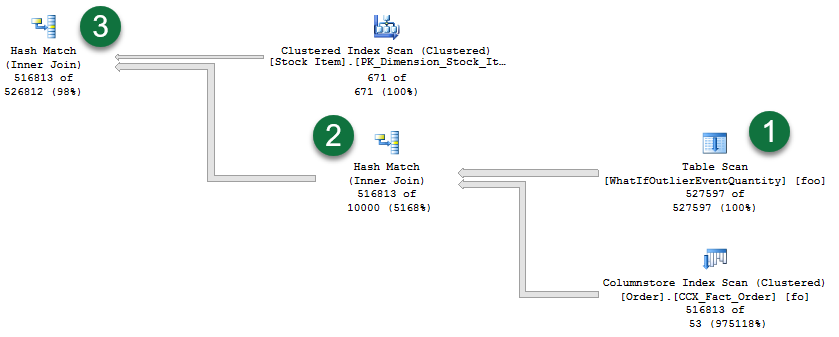 3
Hash Match
(Inner Join)
516813 of
526812 (98%)
Clustered Index Scan (Clustered)
[Stock Item].[PK_Dimension_Stock_It…
671 of
671 (100%)
2
Hash Match
(Inner Join)
516813 of
10000 (5168%)
1
Table Scan
[WhatIfOutlierEventQuantity] [foo]
527597 of
527597 (100%)
Columnstore Index Scan (Clustered)
[Order].[CCX_Fact_Order] [fo]
516813 of
53 (975118%)